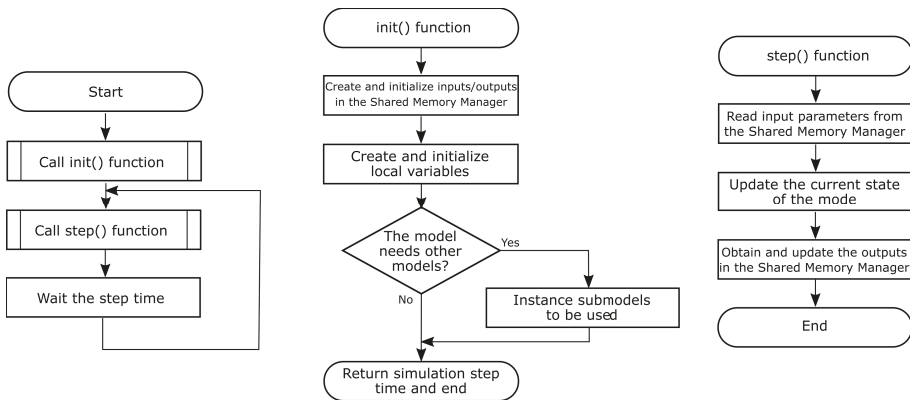 Start
Call init() function
Call step() function
Wait the step time
init() function
Create and initialize inputs/outputs
in the Shared Memory Manager
Create and initialize
local variables
The model
needs other
models?
Yes
No
Instance submodels
to be used
Return simulation step
time and end
step() function
Read input parameters from
the Shared Memory Manager
Update the current state
of the mode
Obtain and update the outputs
in the Shared Memory Manager
End